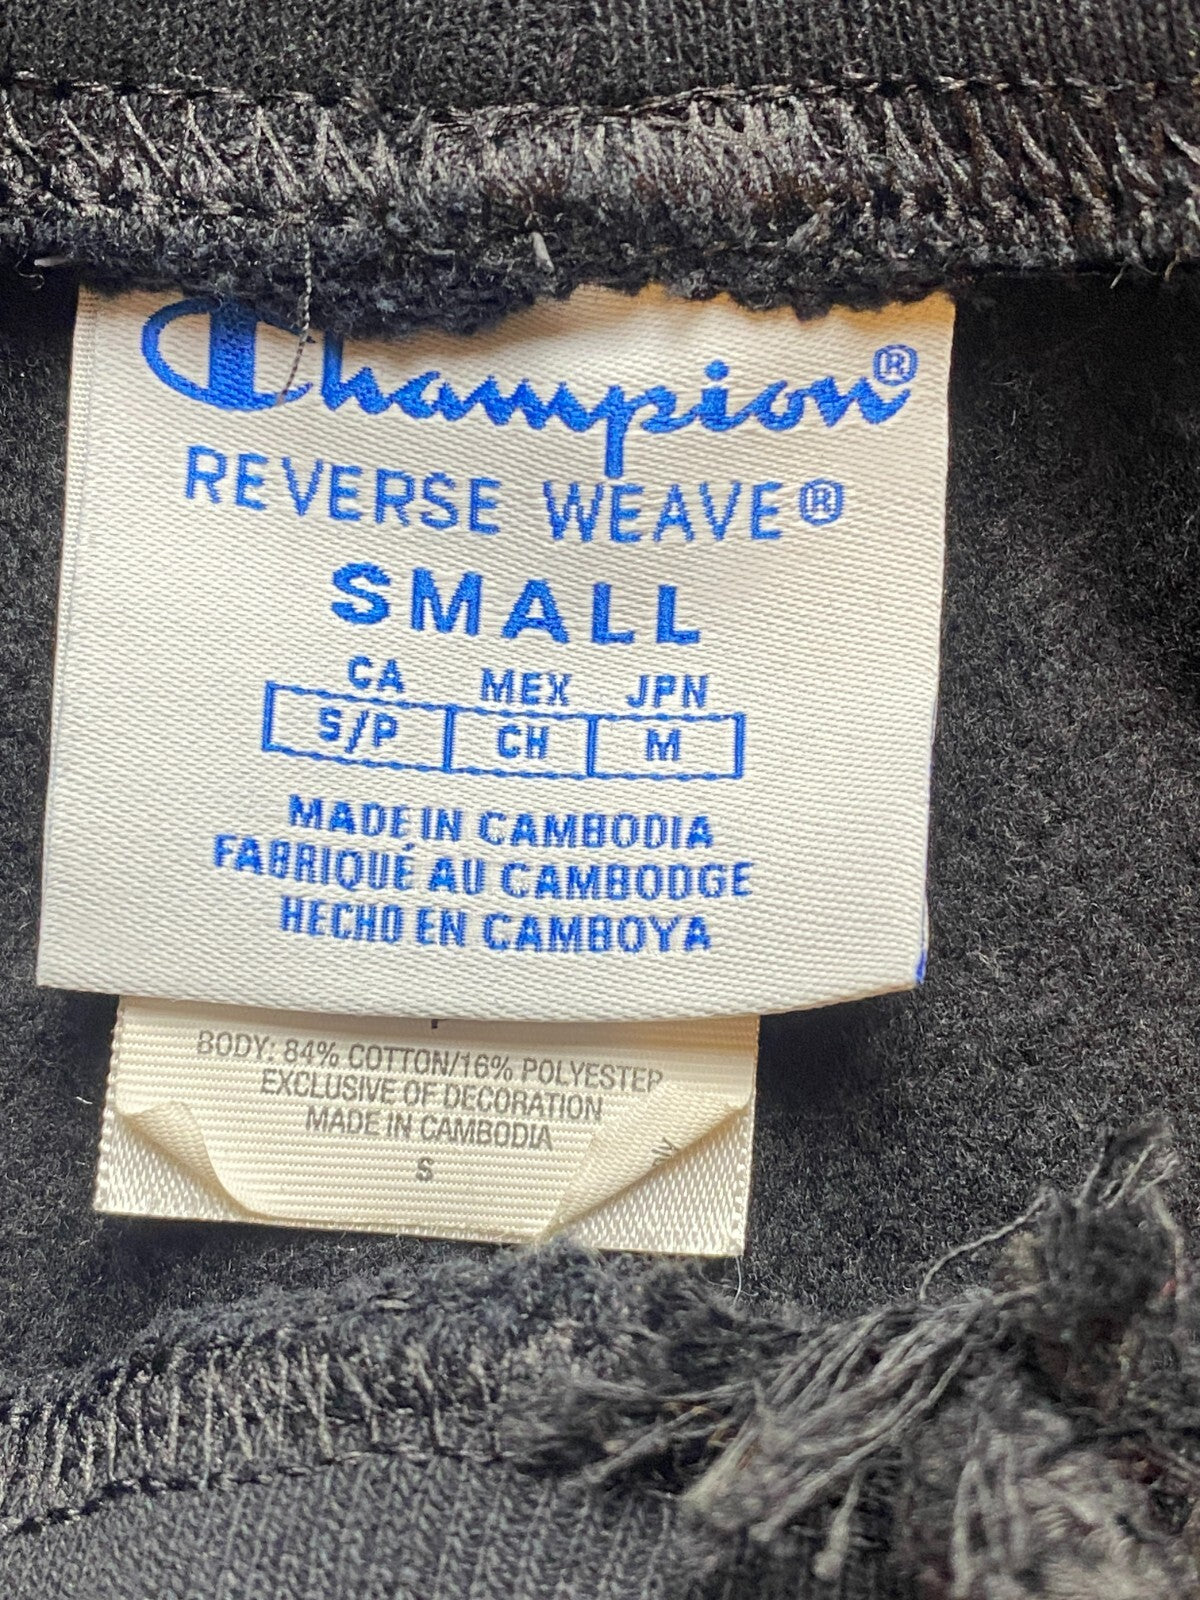 Champion®
REVERSE WEAVE®
SMALL
CA MEX JPN
S/P CH M
MADE IN CAMBODIA
FABRIQUÉ AU CAMBODGE
HECHO EN CAMBOYA
BODY: 84% COTTON/16% POLYESTER
EXCLUSIVE OF DECORATION
MADE IN CAMBODIA
S